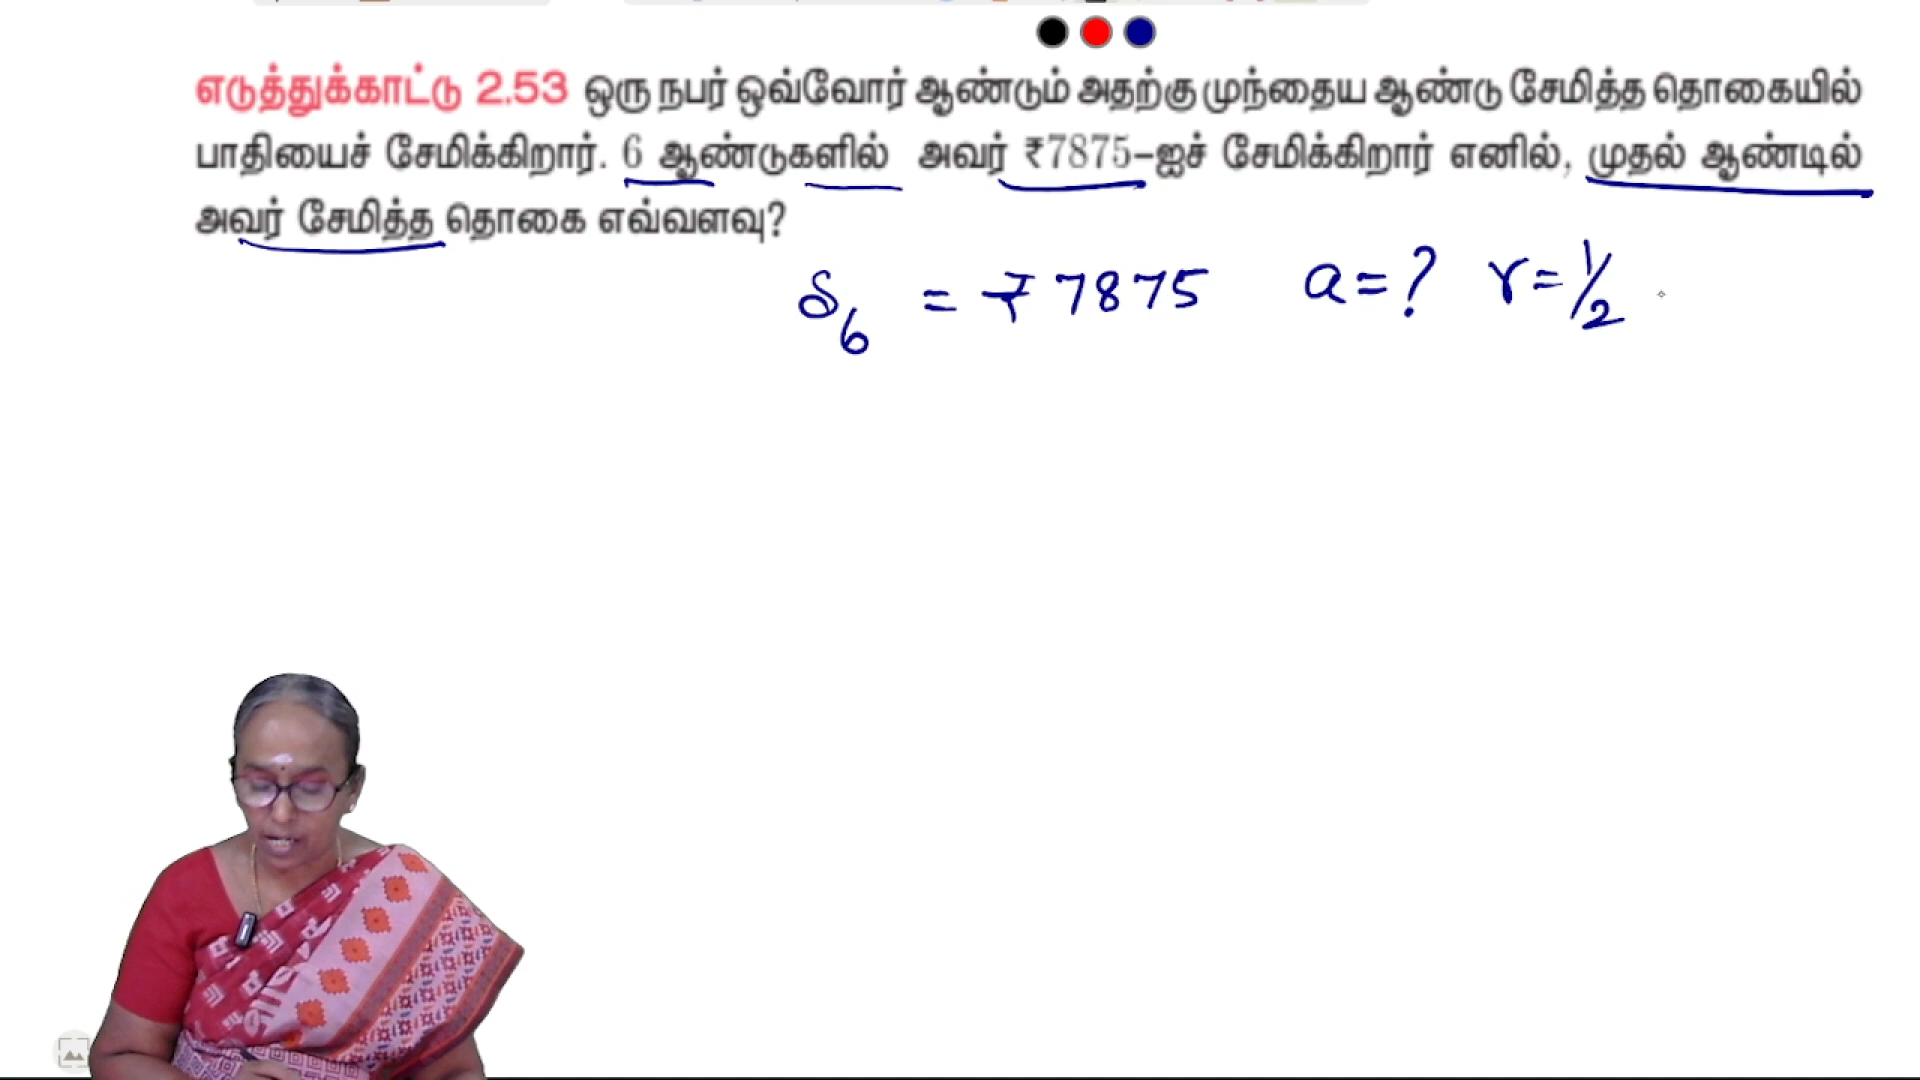 எடுத்துக்காட்டு 2.53 ஒரு நபர் ஒவ்வோர் ஆண்டும் அதற்கு முந்தைய ஆண்டு சேமித்த தொகையில்
பாதியைச் சேமிக்கிறார். 6 ஆண்டுகளில் அவர் ₹7875-ஐச் சேமிக்கிறார் எனில், முதல் ஆண்டில்
அவர் சேமித்த தொகை எவ்வளவு?
S₆ = ₹ 7875 a = ? r = 1/2